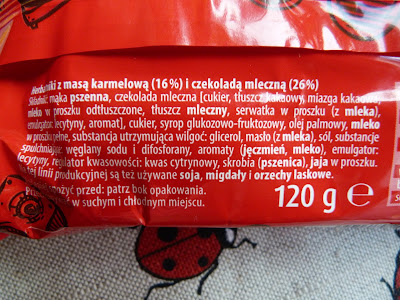 Herbatniki z masą karmelową (16%) i czekoladą mleczną (26%)
Składniki: mąka pszenna, czekolada mleczna [cukier, tłuszcz kakaowy, miazga kakaowa,
mleko w proszku odtłuszczone, tłuszcz mleczny, serwatka w proszku (z mleka),
emulgator: lecytyny, aromat], cukier, syrop glukozowo-fruktozowy, olej palmowy, mleko
w proszku pełne, substancja utrzymująca wilgoć: glicerol, masło (z mleka), sól, substancje
spulchniające: węglany sodu i difosforany, aromaty (jęczmień, mleko), emulgator:
lecytyny, regulator kwasowości: kwas cytrynowy, skrobia (pszenica), jaja w proszku.
tej linii produkcyjnej są też używane soja, migdały i orzechy laskowe.
spożyć przed: patrz bok opakowania.
w suchym i chłodnym miejscu.
120 g e